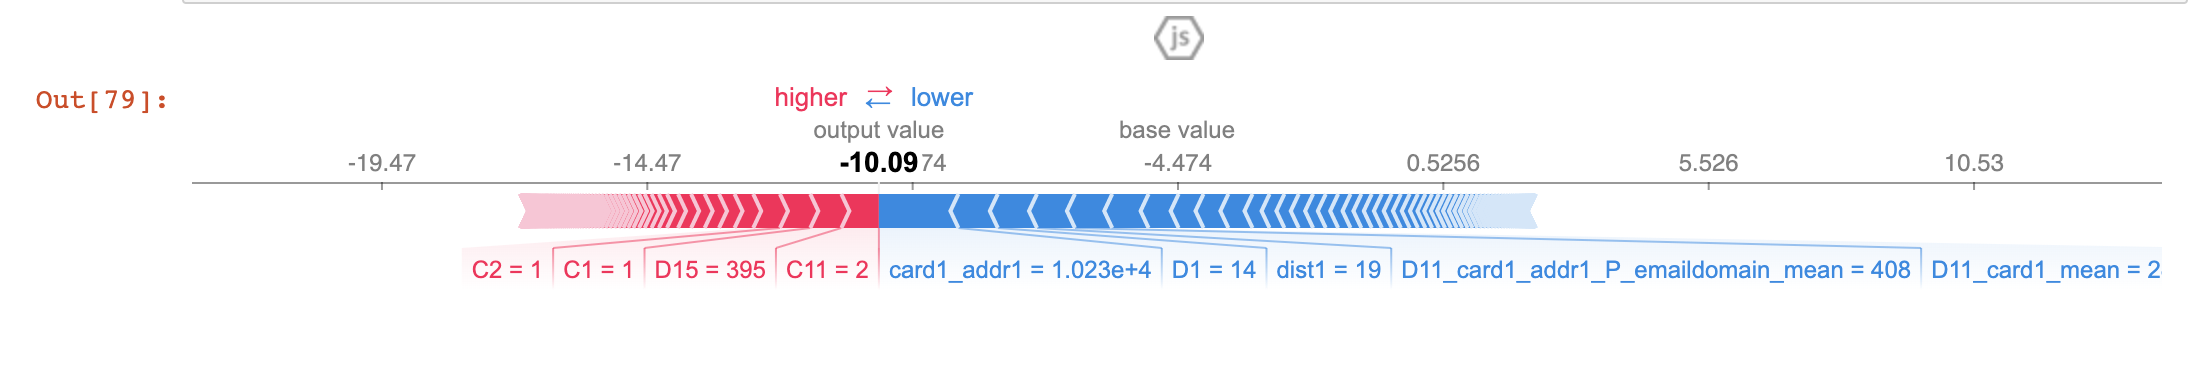 js
Out[79]:
higher lower
output value base value
-19.47 -14.47 -10.0974 -4.474 0.5256 5.526 10.53
C2 = 1 C1 = 1 D15 = 395 C11 = 2 card1_addr1 = 1.023e+4 D1 = 14 dist1 = 19 D11_card1_addr1_P_emaildomain_mean = 408 D11_card1_mean = 2